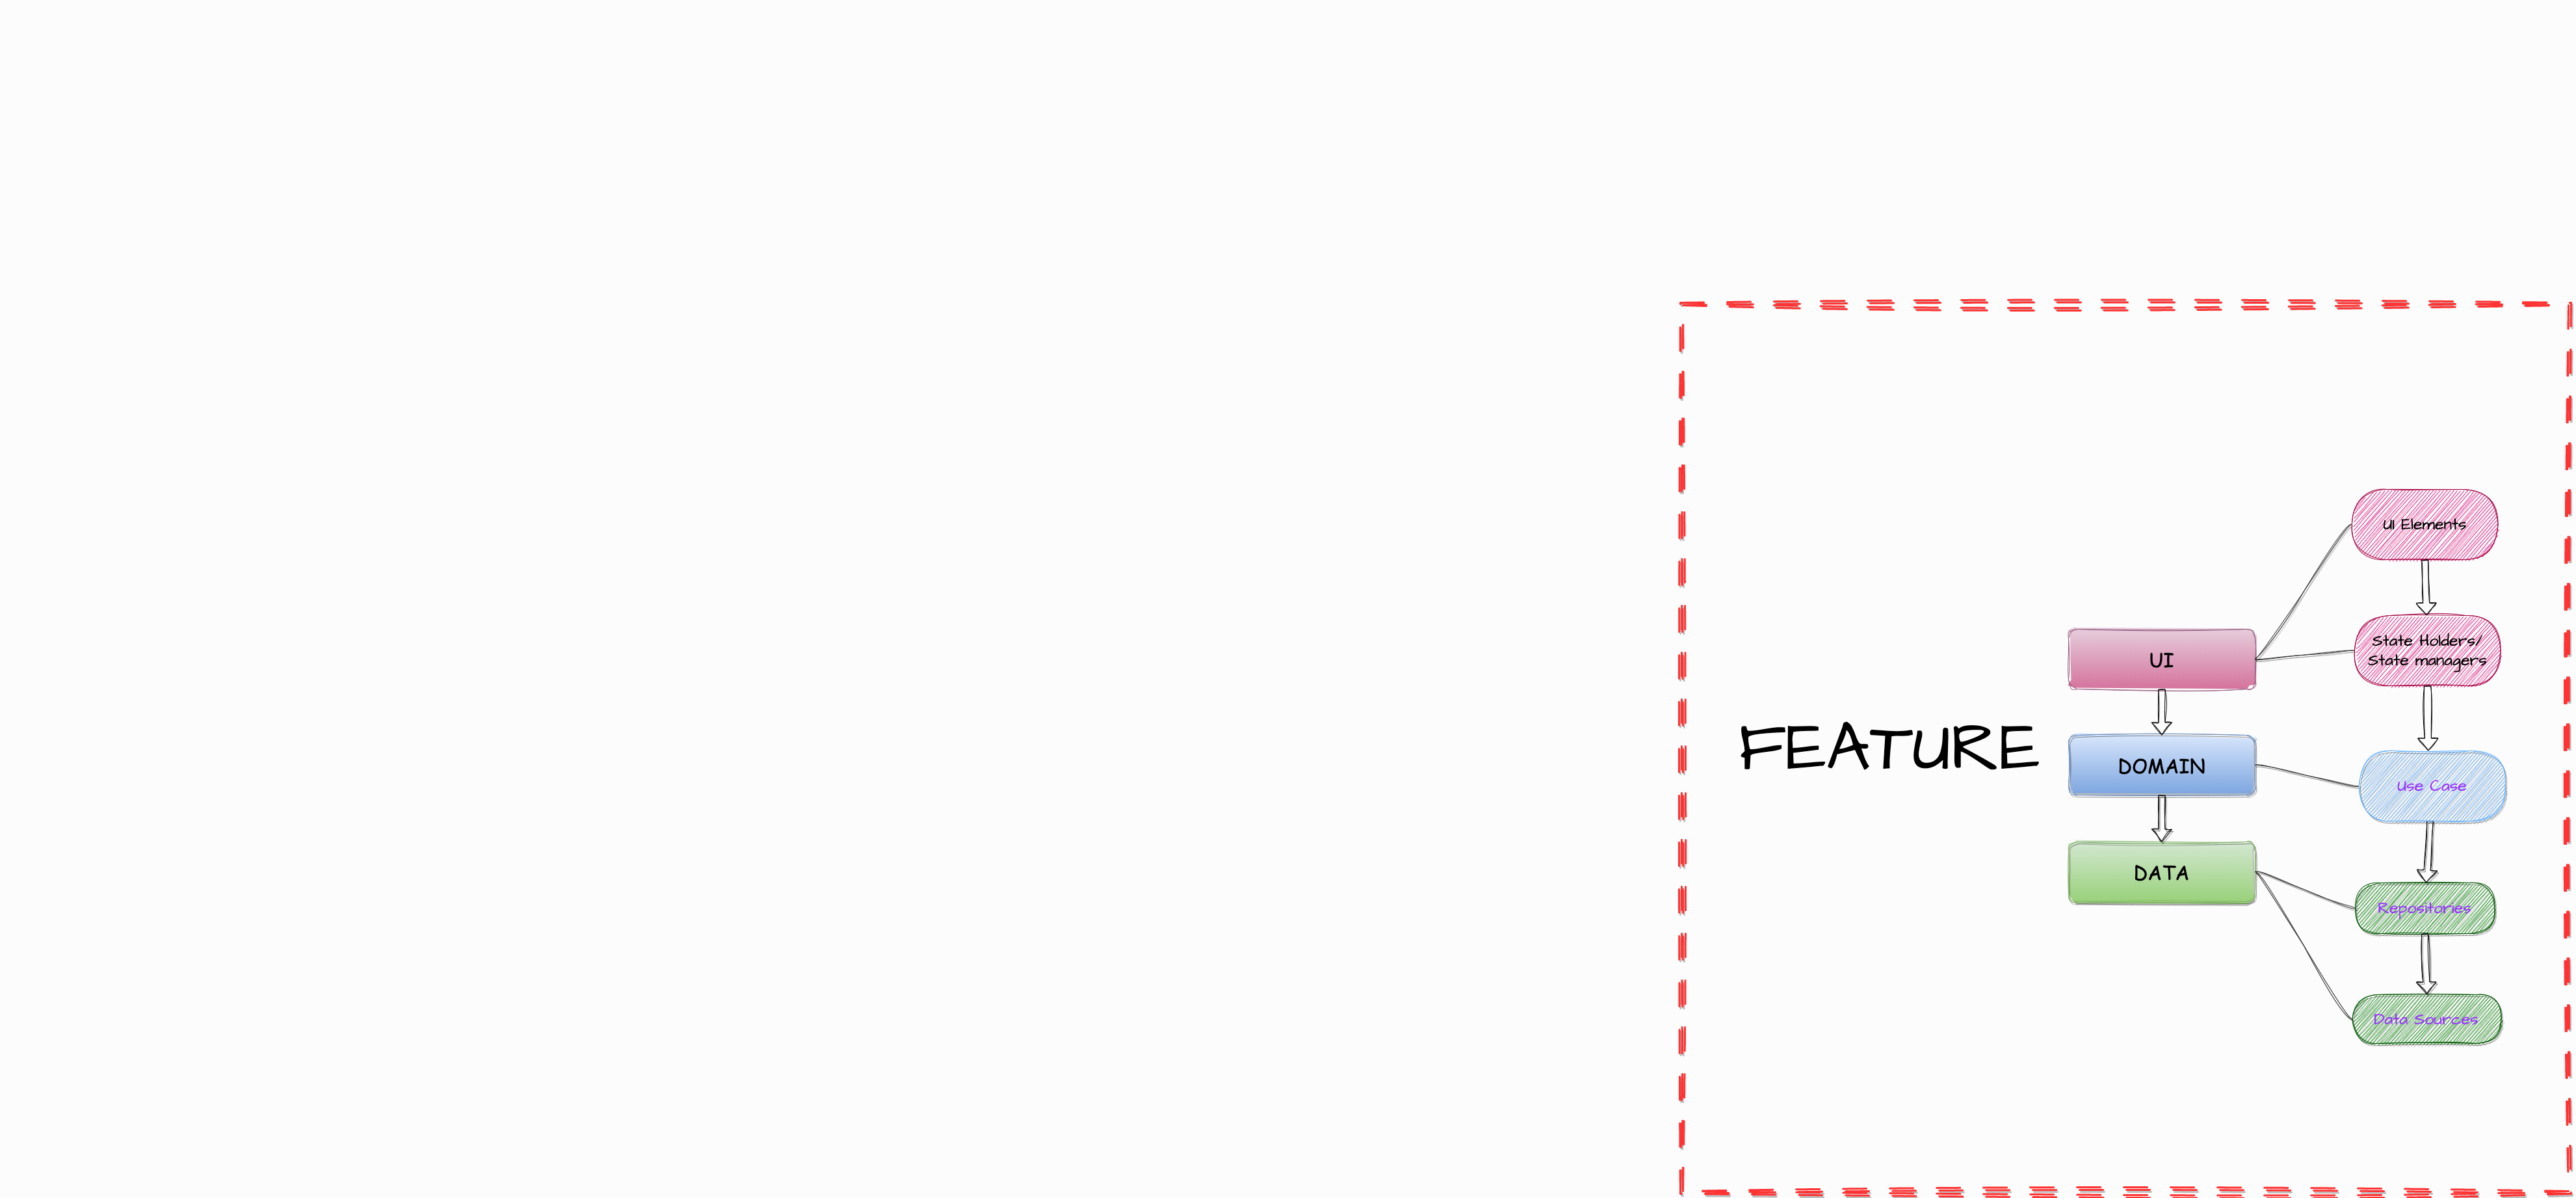 FEATURE
UI
DOMAIN
DATA
UI Elements
State Holders/
State managers
Use Case
Repositories
Data Sources